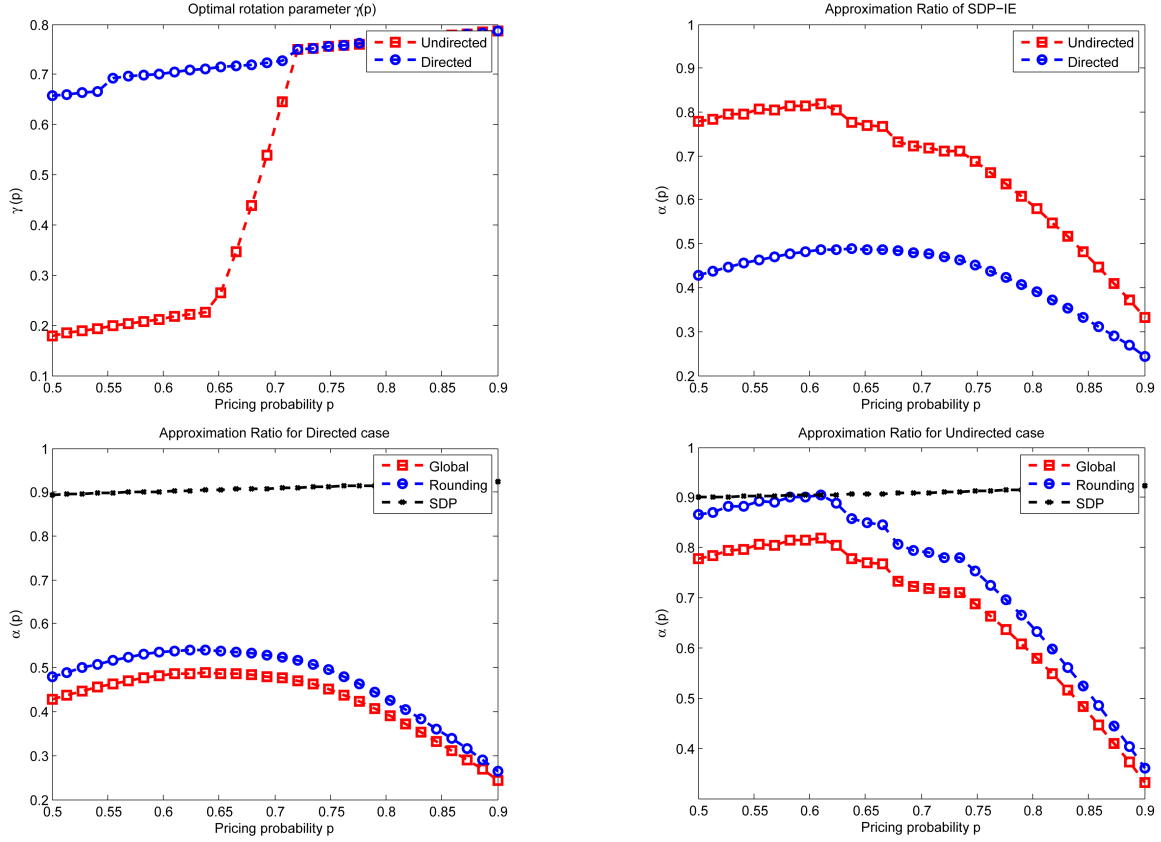 Optimal rotation parameter γ(p)
0.8
0.7
0.6
0.5
0.4
0.3
0.2
0.1
γ (p)
Undirected
Directed
0.5 0.55 0.6 0.65 0.7 0.75 0.8 0.85 0.9
Pricing probability p
Approximation Ratio of SDP−IE
1
0.9
0.8
0.7
0.6
0.5
0.4
0.3
0.2
α (p)
Undirected
Directed
0.5 0.55 0.6 0.65 0.7 0.75 0.8 0.85 0.9
Pricing probability p
Approximation Ratio for Directed case
1
0.9
0.8
0.7
0.6
0.5
0.4
0.3
0.2
α (p)
Global
Rounding
SDP
0.5 0.55 0.6 0.65 0.7 0.75 0.8 0.85 0.9
Pricing probability p
Approximation Ratio for Undirected case
1
0.9
0.8
0.7
0.6
0.5
0.4
α (p)
Global
Rounding
SDP
0.5 0.55 0.6 0.65 0.7 0.75 0.8 0.85 0.9
Pricing probability p